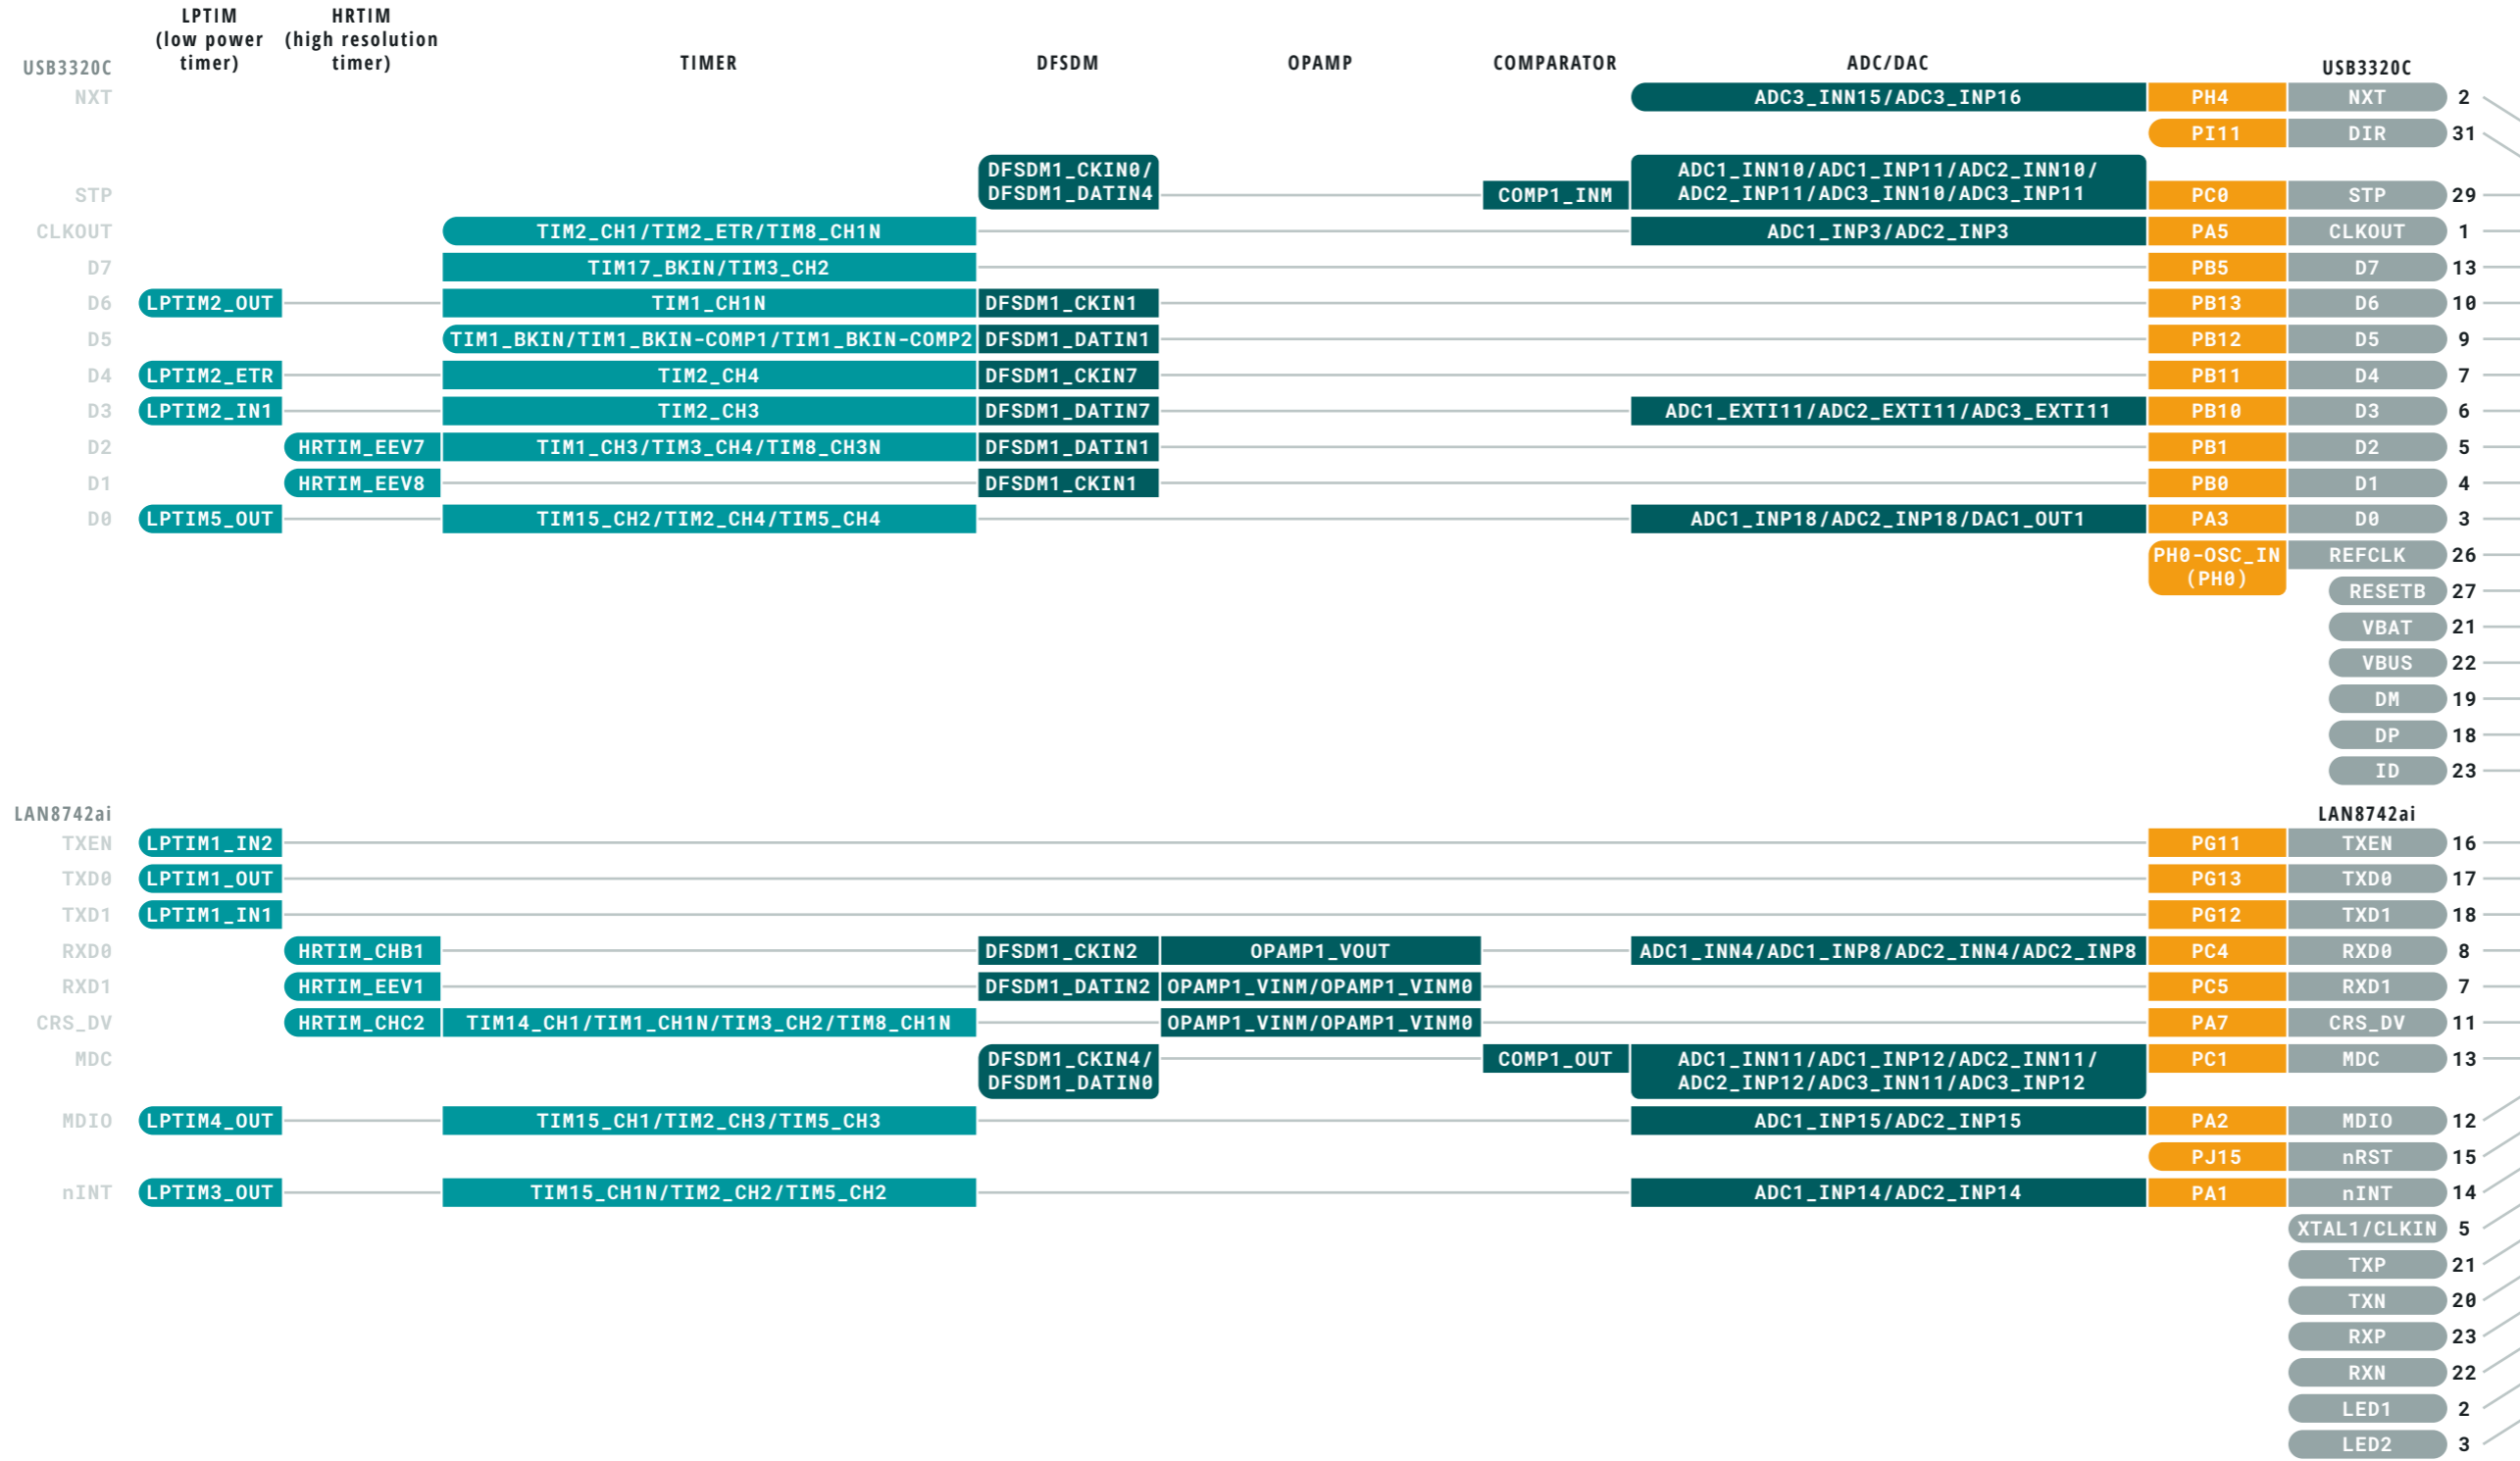 LPTIM (low power timer) HRTIM (high resolution timer) TIMER DFSDM OPAMP COMPARATOR ADC/DAC
USB3320C USB3320C
NXT ADC3_INN15/ADC3_INP16 PH4 NXT 2
PI11 DIR 31
STP DFSDM1_CKIN0/DFSDM1_DATIN4 COMP1_INM ADC1_INN10/ADC1_INP11/ADC2_INN10/ADC2_INP11/ADC3_INN10/ADC3_INP11 PC0 STP 29
CLKOUT TIM2_CH1/TIM2_ETR/TIM8_CH1N ADC1_INP3/ADC2_INP3 PA5 CLKOUT 1
D7 TIM17_BKIN/TIM3_CH2 PB5 D7 13
D6 LPTIM2_OUT TIM1_CH1N DFSDM1_CKIN1 PB13 D6 10
D5 TIM1_BKIN/TIM1_BKIN-COMP1/TIM1_BKIN-COMP2 DFSDM1_DATIN1 PB12 D5 9
D4 LPTIM2_ETR TIM2_CH4 DFSDM1_CKIN7 PB11 D4 7
D3 LPTIM2_IN1 TIM2_CH3 DFSDM1_DATIN7 ADC1_EXTI11/ADC2_EXTI11/ADC3_EXTI11 PB10 D3 6
D2 HRTIM_EEV7 TIM1_CH3/TIM3_CH4/TIM8_CH3N DFSDM1_DATIN1 PB1 D2 5
D1 HRTIM_EEV8 DFSDM1_CKIN1 PB0 D1 4
D0 LPTIM5_OUT TIM15_CH2/TIM2_CH4/TIM5_CH4 ADC1_INP18/ADC2_INP18/DAC1_OUT1 PA3 D0 3
PH0-OSC_IN (PH0) REFCLK 26
RESETB 27
VBAT 21
VBUS 22
DM 19
DP 18
ID 23
LAN8742ai LAN8742ai
TXEN LPTIM1_IN2 PG11 TXEN 16
TXD0 LPTIM1_OUT PG13 TXD0 17
TXD1 LPTIM1_IN1 PG12 TXD1 18
RXD0 HRTIM_CHB1 DFSDM1_CKIN2 OPAMP1_VOUT ADC1_INN4/ADC1_INP8/ADC2_INN4/ADC2_INP8 PC4 RXD0 8
RXD1 HRTIM_EEV1 DFSDM1_DATIN2 OPAMP1_VINM/OPAMP1_VINM0 PC5 RXD1 7
CRS_DV HRTIM_CHC2 TIM14_CH1/TIM1_CH1N/TIM3_CH2/TIM8_CH1N OPAMP1_VINM/OPAMP1_VINM0 PA7 CRS_DV 11
MDC DFSDM1_CKIN4/DFSDM1_DATIN0 COMP1_OUT ADC1_INN11/ADC1_INP12/ADC2_INN11/ADC2_INP12/ADC3_INN11/ADC3_INP12 PC1 MDC 13
MDIO LPTIM4_OUT TIM15_CH1/TIM2_CH3/TIM5_CH3 ADC1_INP15/ADC2_INP15 PA2 MDIO 12
PJ15 nRST 15
nINT LPTIM3_OUT TIM15_CH1N/TIM2_CH2/TIM5_CH2 ADC1_INP14/ADC2_INP14 PA1 nINT 14
XTAL1/CLKIN 5
TXP 21
TXN 20
RXP 23
RXN 22
LED1 2
LED2 3